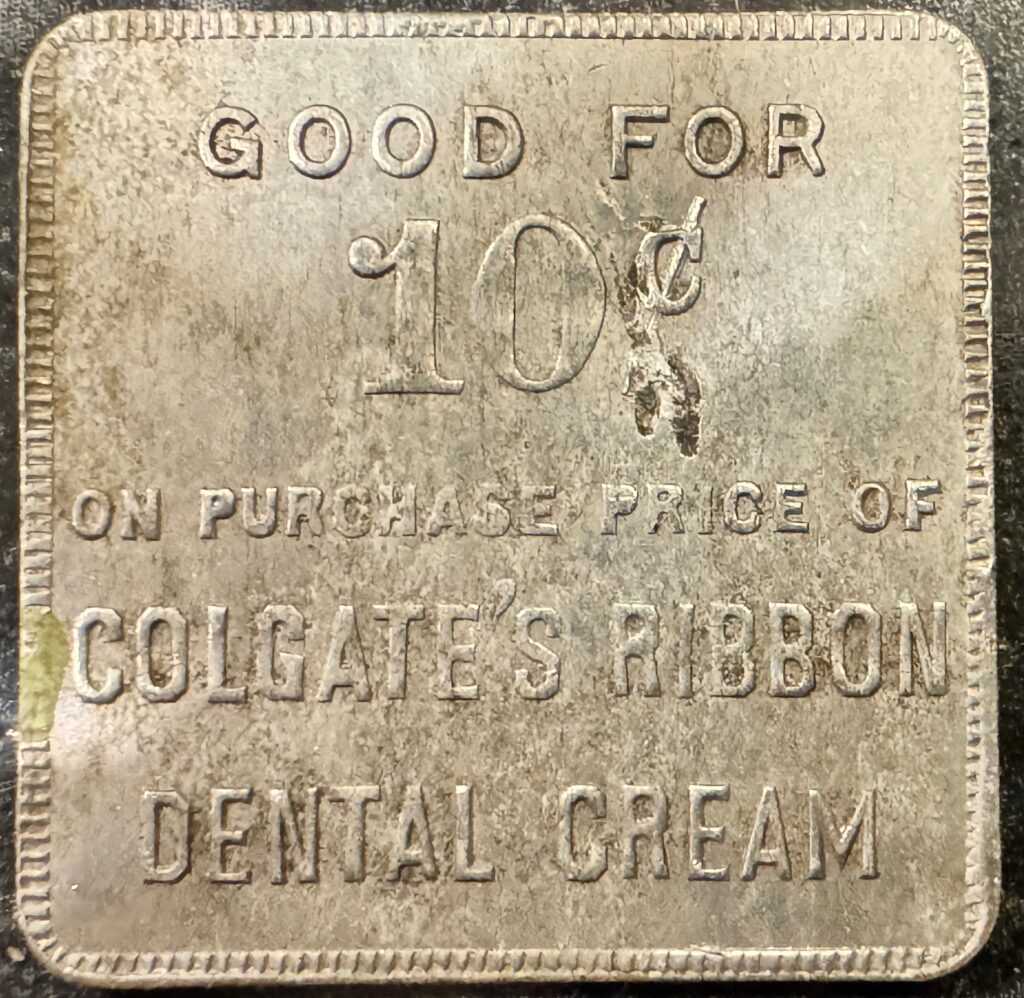 GOOD FOR
10¢
ON PURCHASE PRICE OF
COLGATE'S RIBBON
DENTAL CREAM